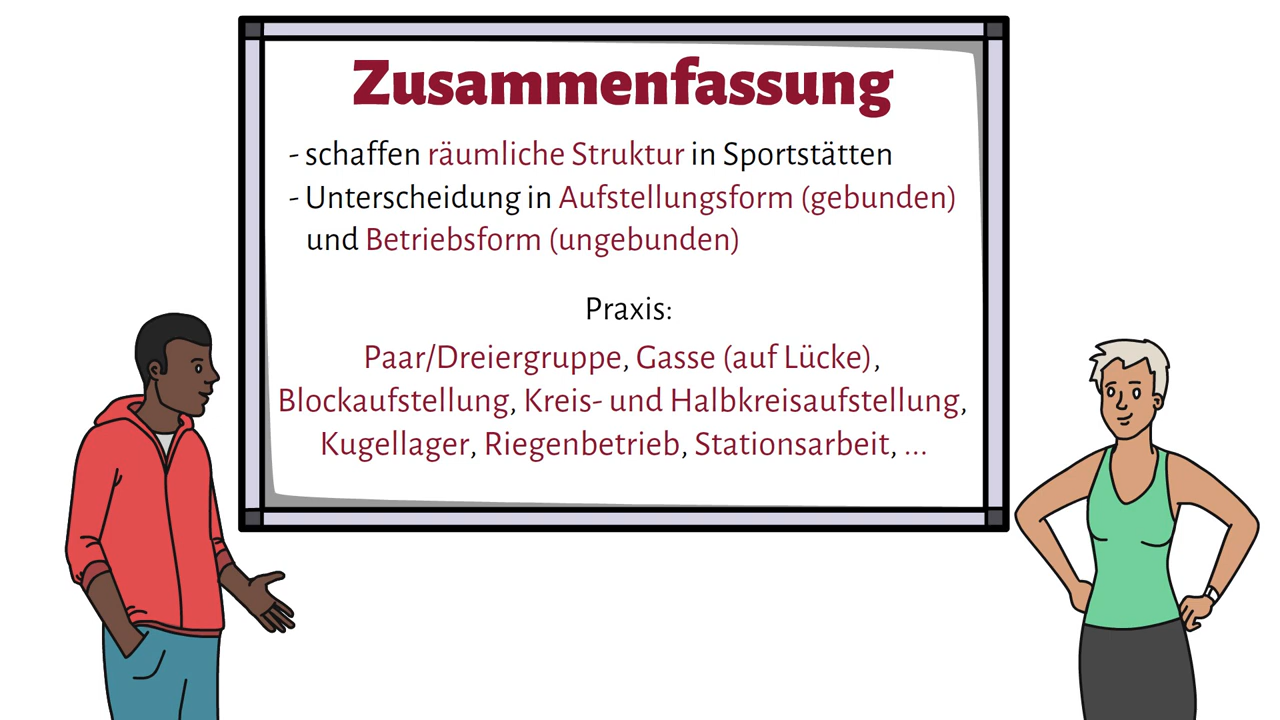 Zusammenfassung
- schaffen räumliche Struktur in Sportstätten
- Unterscheidung in Aufstellungsform (gebunden)
und Betriebsform (ungebunden)
Praxis:
Paar/Dreiergruppe, Gasse (auf Lücke),
Blockaufstellung, Kreis- und Halbkreisaufstellung,
Kugellager, Riegenbetrieb, Stationsarbeit, ...